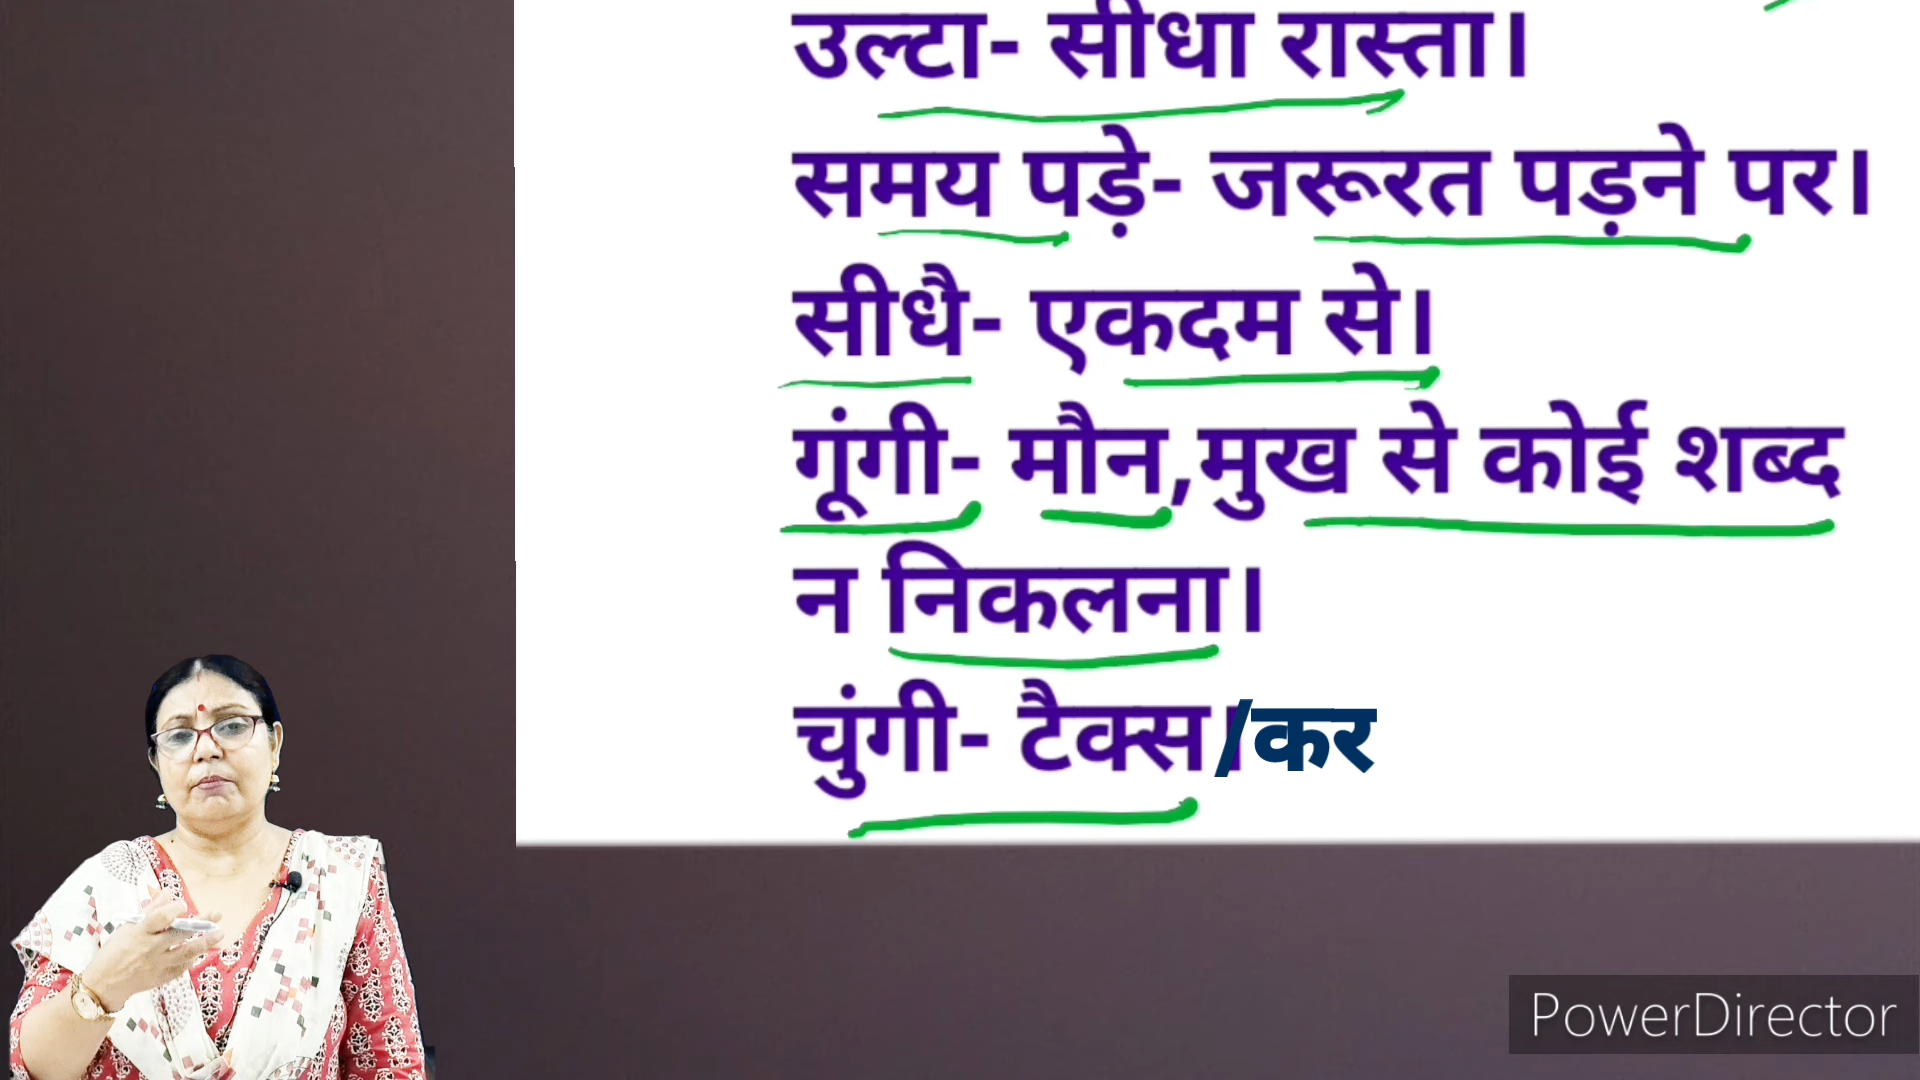 उल्टा- सीधा रास्ता।
समय पड़े- जरूरत पड़ने पर।
सीधै- एकदम से।
गूंगी- मौन,मुख से कोई शब्द
न निकलना।
चुंगी- टैक्स।/कर
PowerDirector